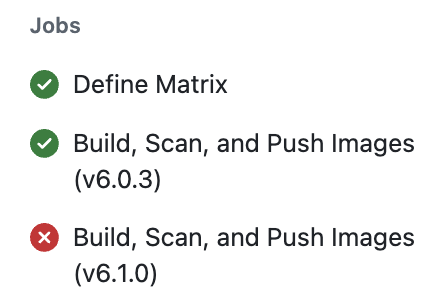 Jobs
Define Matrix
Build, Scan, and Push Images
(v6.0.3)
Build, Scan, and Push Images
(v6.1.0)